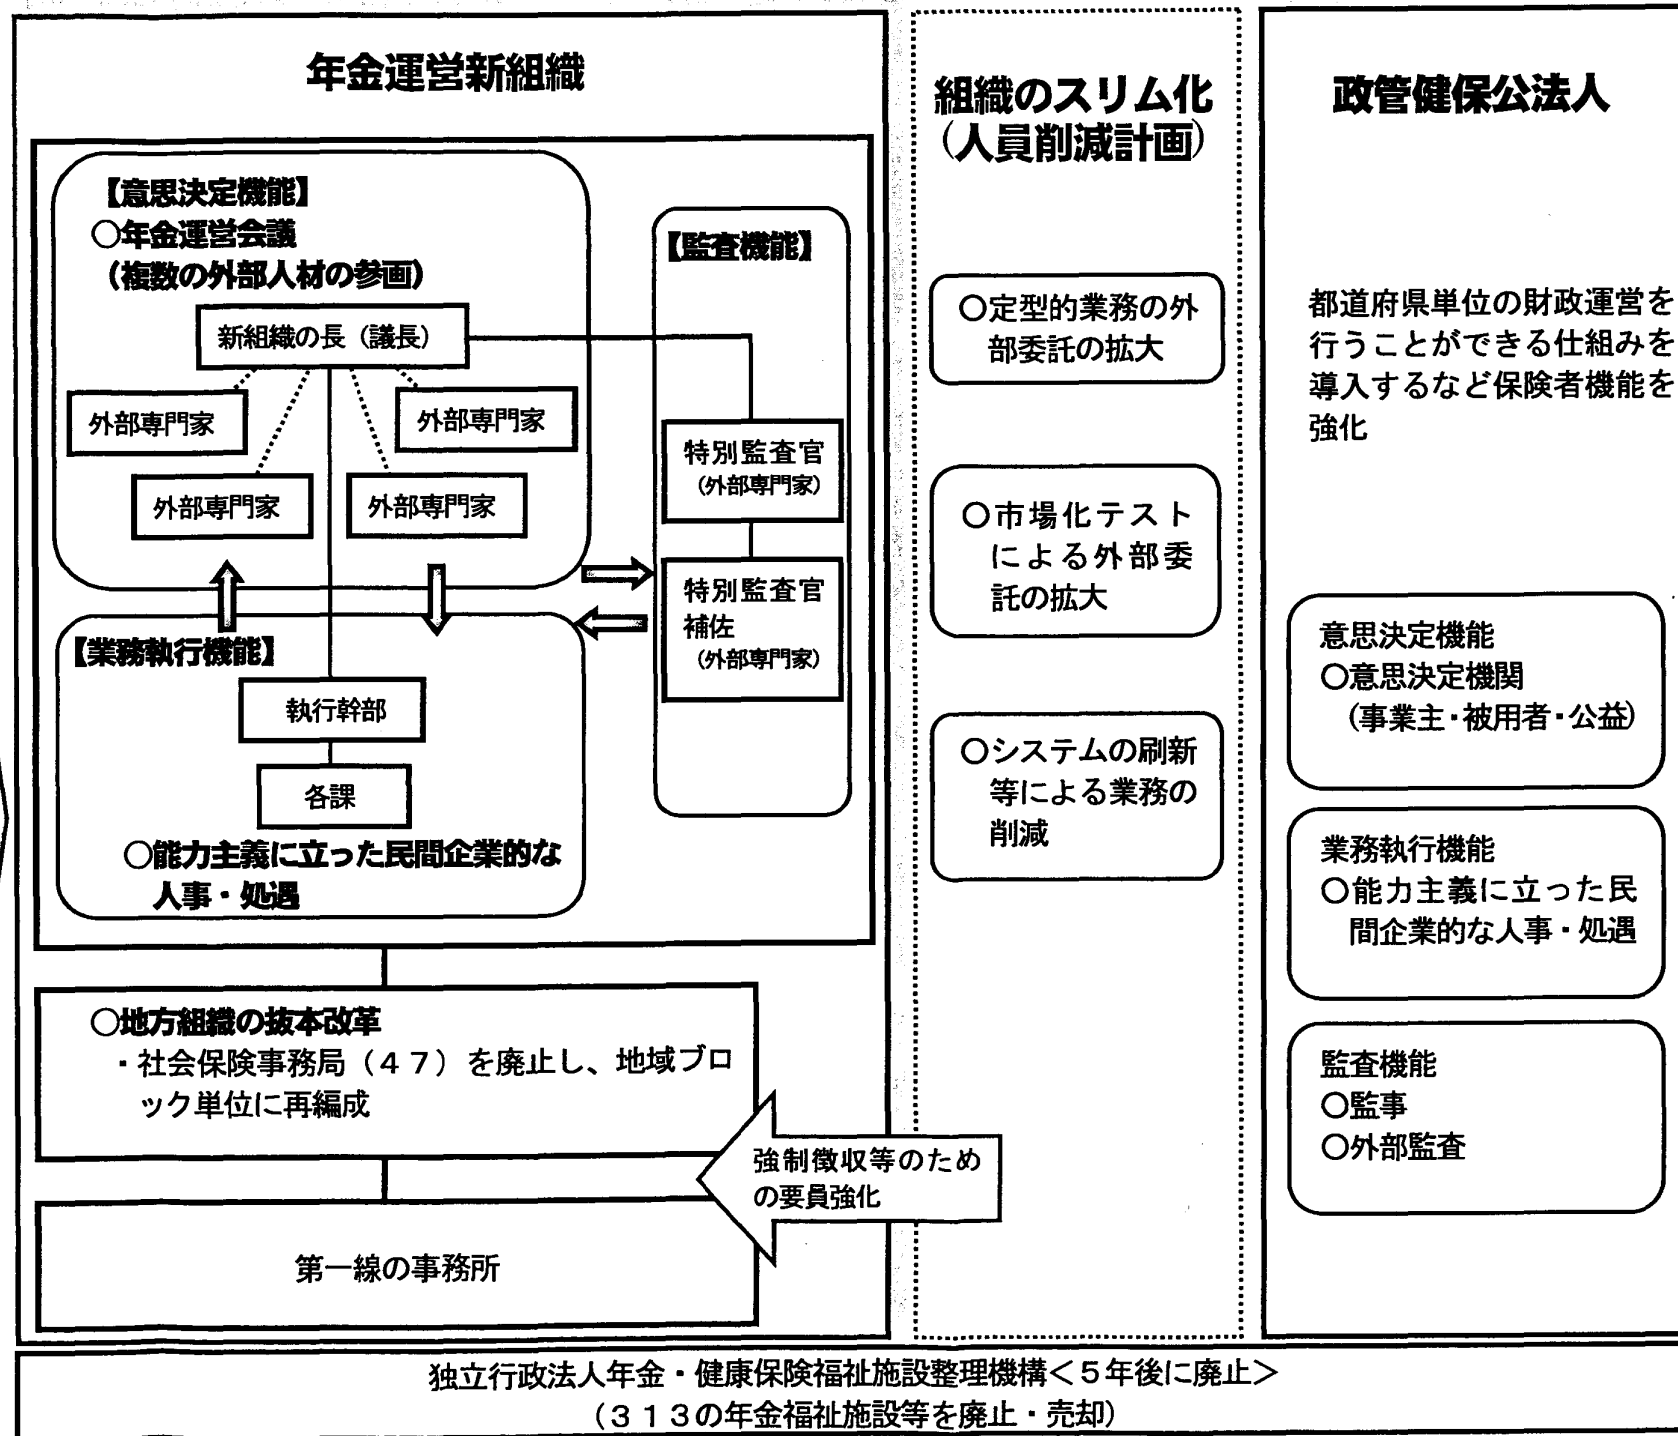 年金運営新組織
【意思決定機能】
○年金運営会議
（複数の外部人材の参画）
新組織の長（議長）
外部専門家
外部専門家
外部専門家
外部専門家
【監査機能】
特別監査官
（外部専門家）
特別監査官
補佐
（外部専門家）
【業務執行機能】
執行幹部
各課
○能力主義に立った民間企業的な
人事・処遇
○地方組織の抜本改革
・社会保険事務局（４７）を廃止し、地域ブロ
ック単位に再編成
第一線の事務所
強制徴収等のため
の要員強化
組織のスリム化
（人員削減計画）
○定型的業務の外
部委託の拡大
○市場化テスト
による外部委
託の拡大
○システムの刷新
等による業務の
削減
政管健保公法人
都道府県単位の財政運営を
行うことができる仕組みを
導入するなど保険者機能を
強化
意思決定機能
○意思決定機関
（事業主・被用者・公益）
業務執行機能
○能力主義に立った民
間企業的な人事・処遇
監査機能
○監事
○外部監査
独立行政法人年金・健康保険福祉施設整理機構＜５年後に廃止＞
（３１３の年金福祉施設等を廃止・売却）